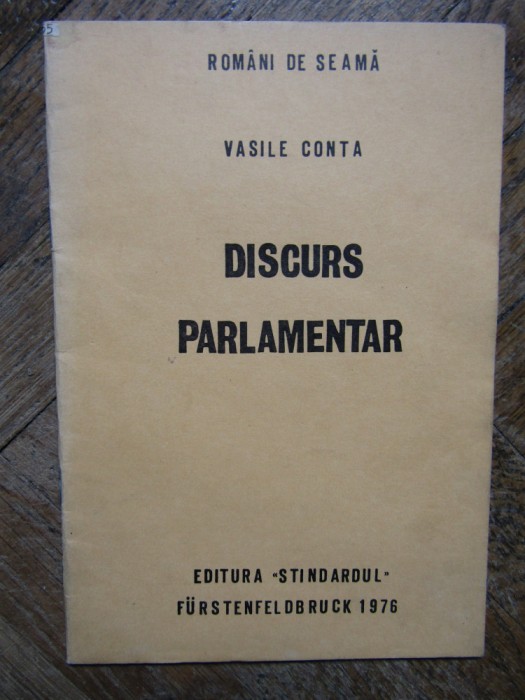 ROMÂNI DE SEAMĂ
VASILE CONTA
DISCURS
PARLAMENTAR
EDITURA "STINDARDUL"
FÜRSTENFELDBRUCK 1976